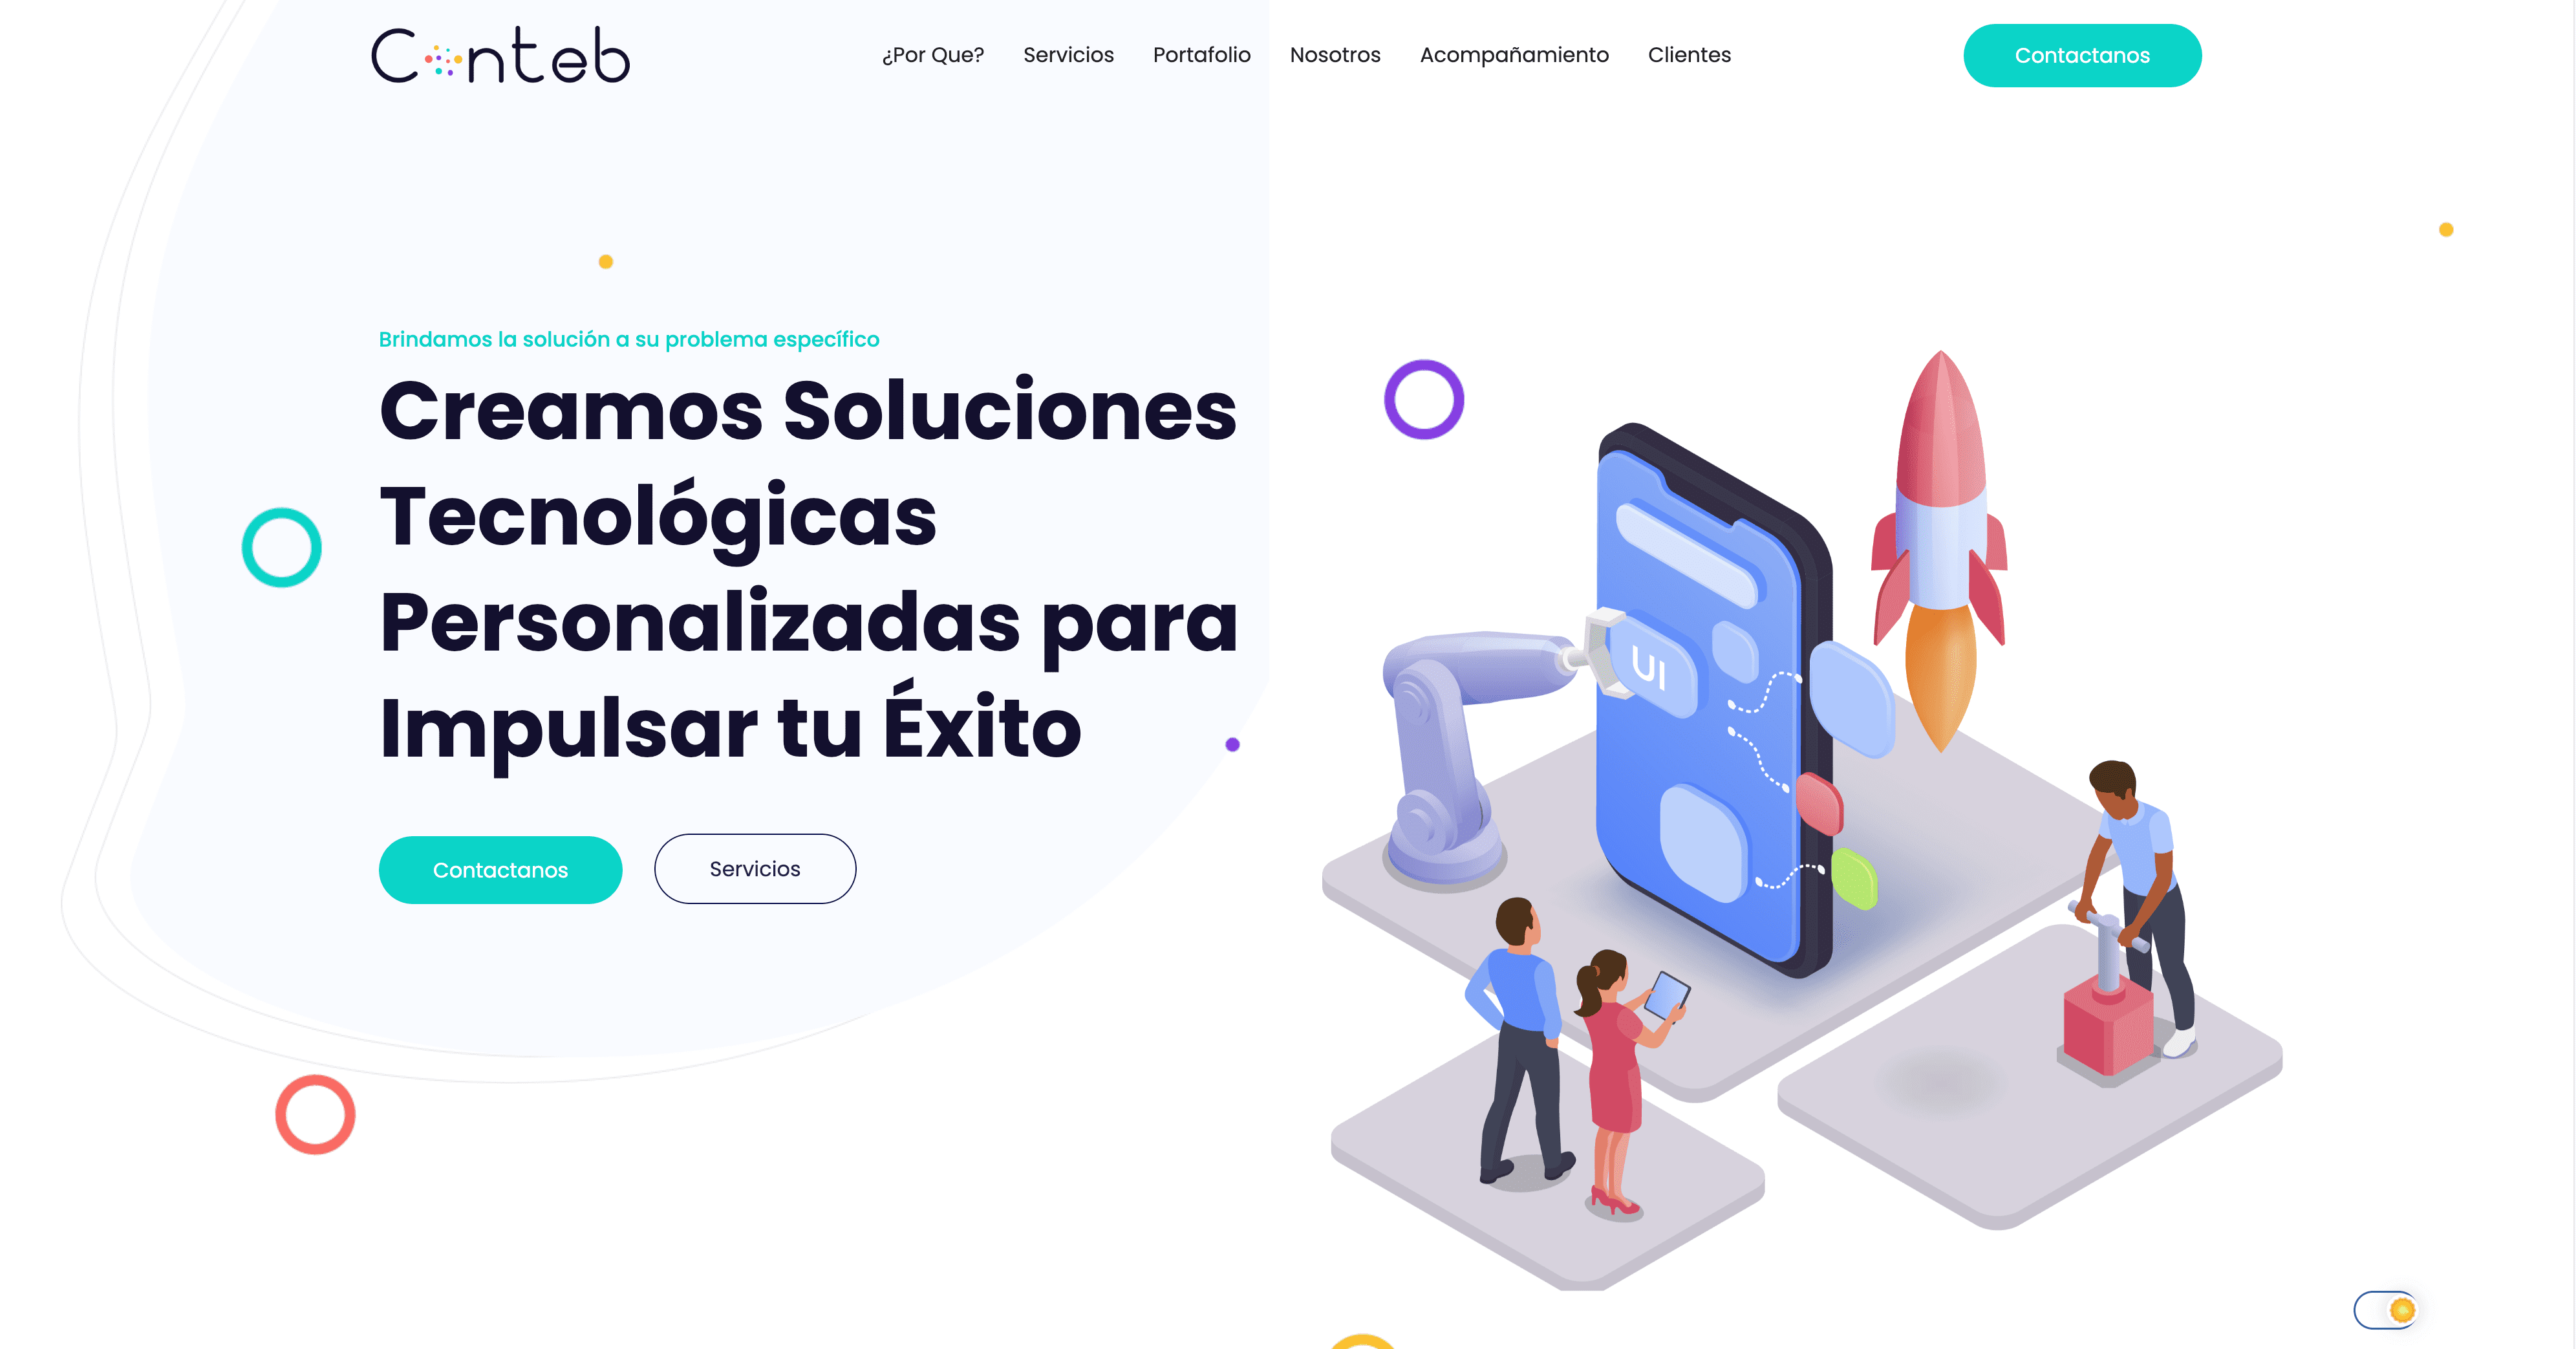 Conteb
¿Por Que? Servicios Portafolio Nosotros Acompañamiento Clientes Contactanos
Brindamos la solución a su problema específico
Creamos Soluciones
Tecnológicas
Personalizadas para
Impulsar tu Éxito
Contactanos Servicios
UI